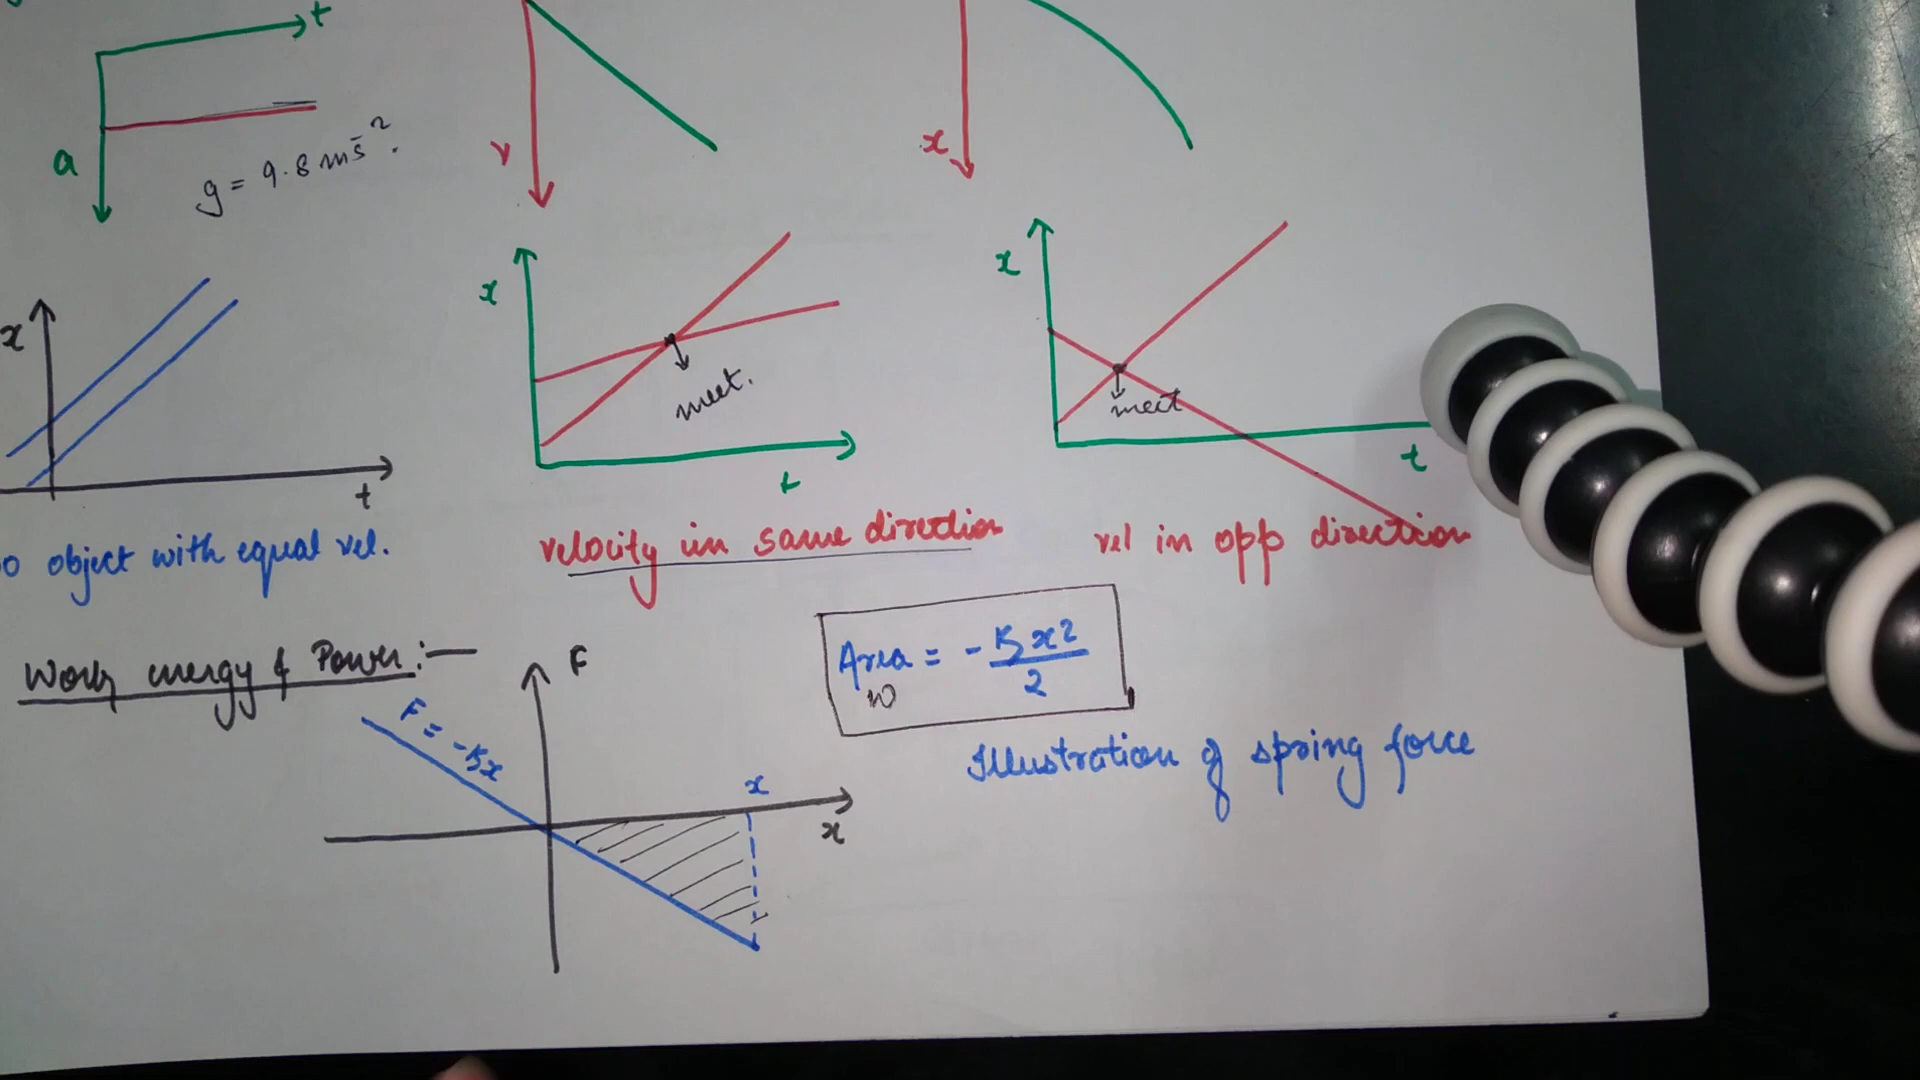 t
a
g = 9.8 ms⁻².
v
x
x
t
x
meet.
t
x
meet
t
o object with equal vel.
velocity in same direction
vel in opp direction
Work energy & Power :—
F
F = -kx
x
x
Area = -kx²/2
W
Illustration of spring force